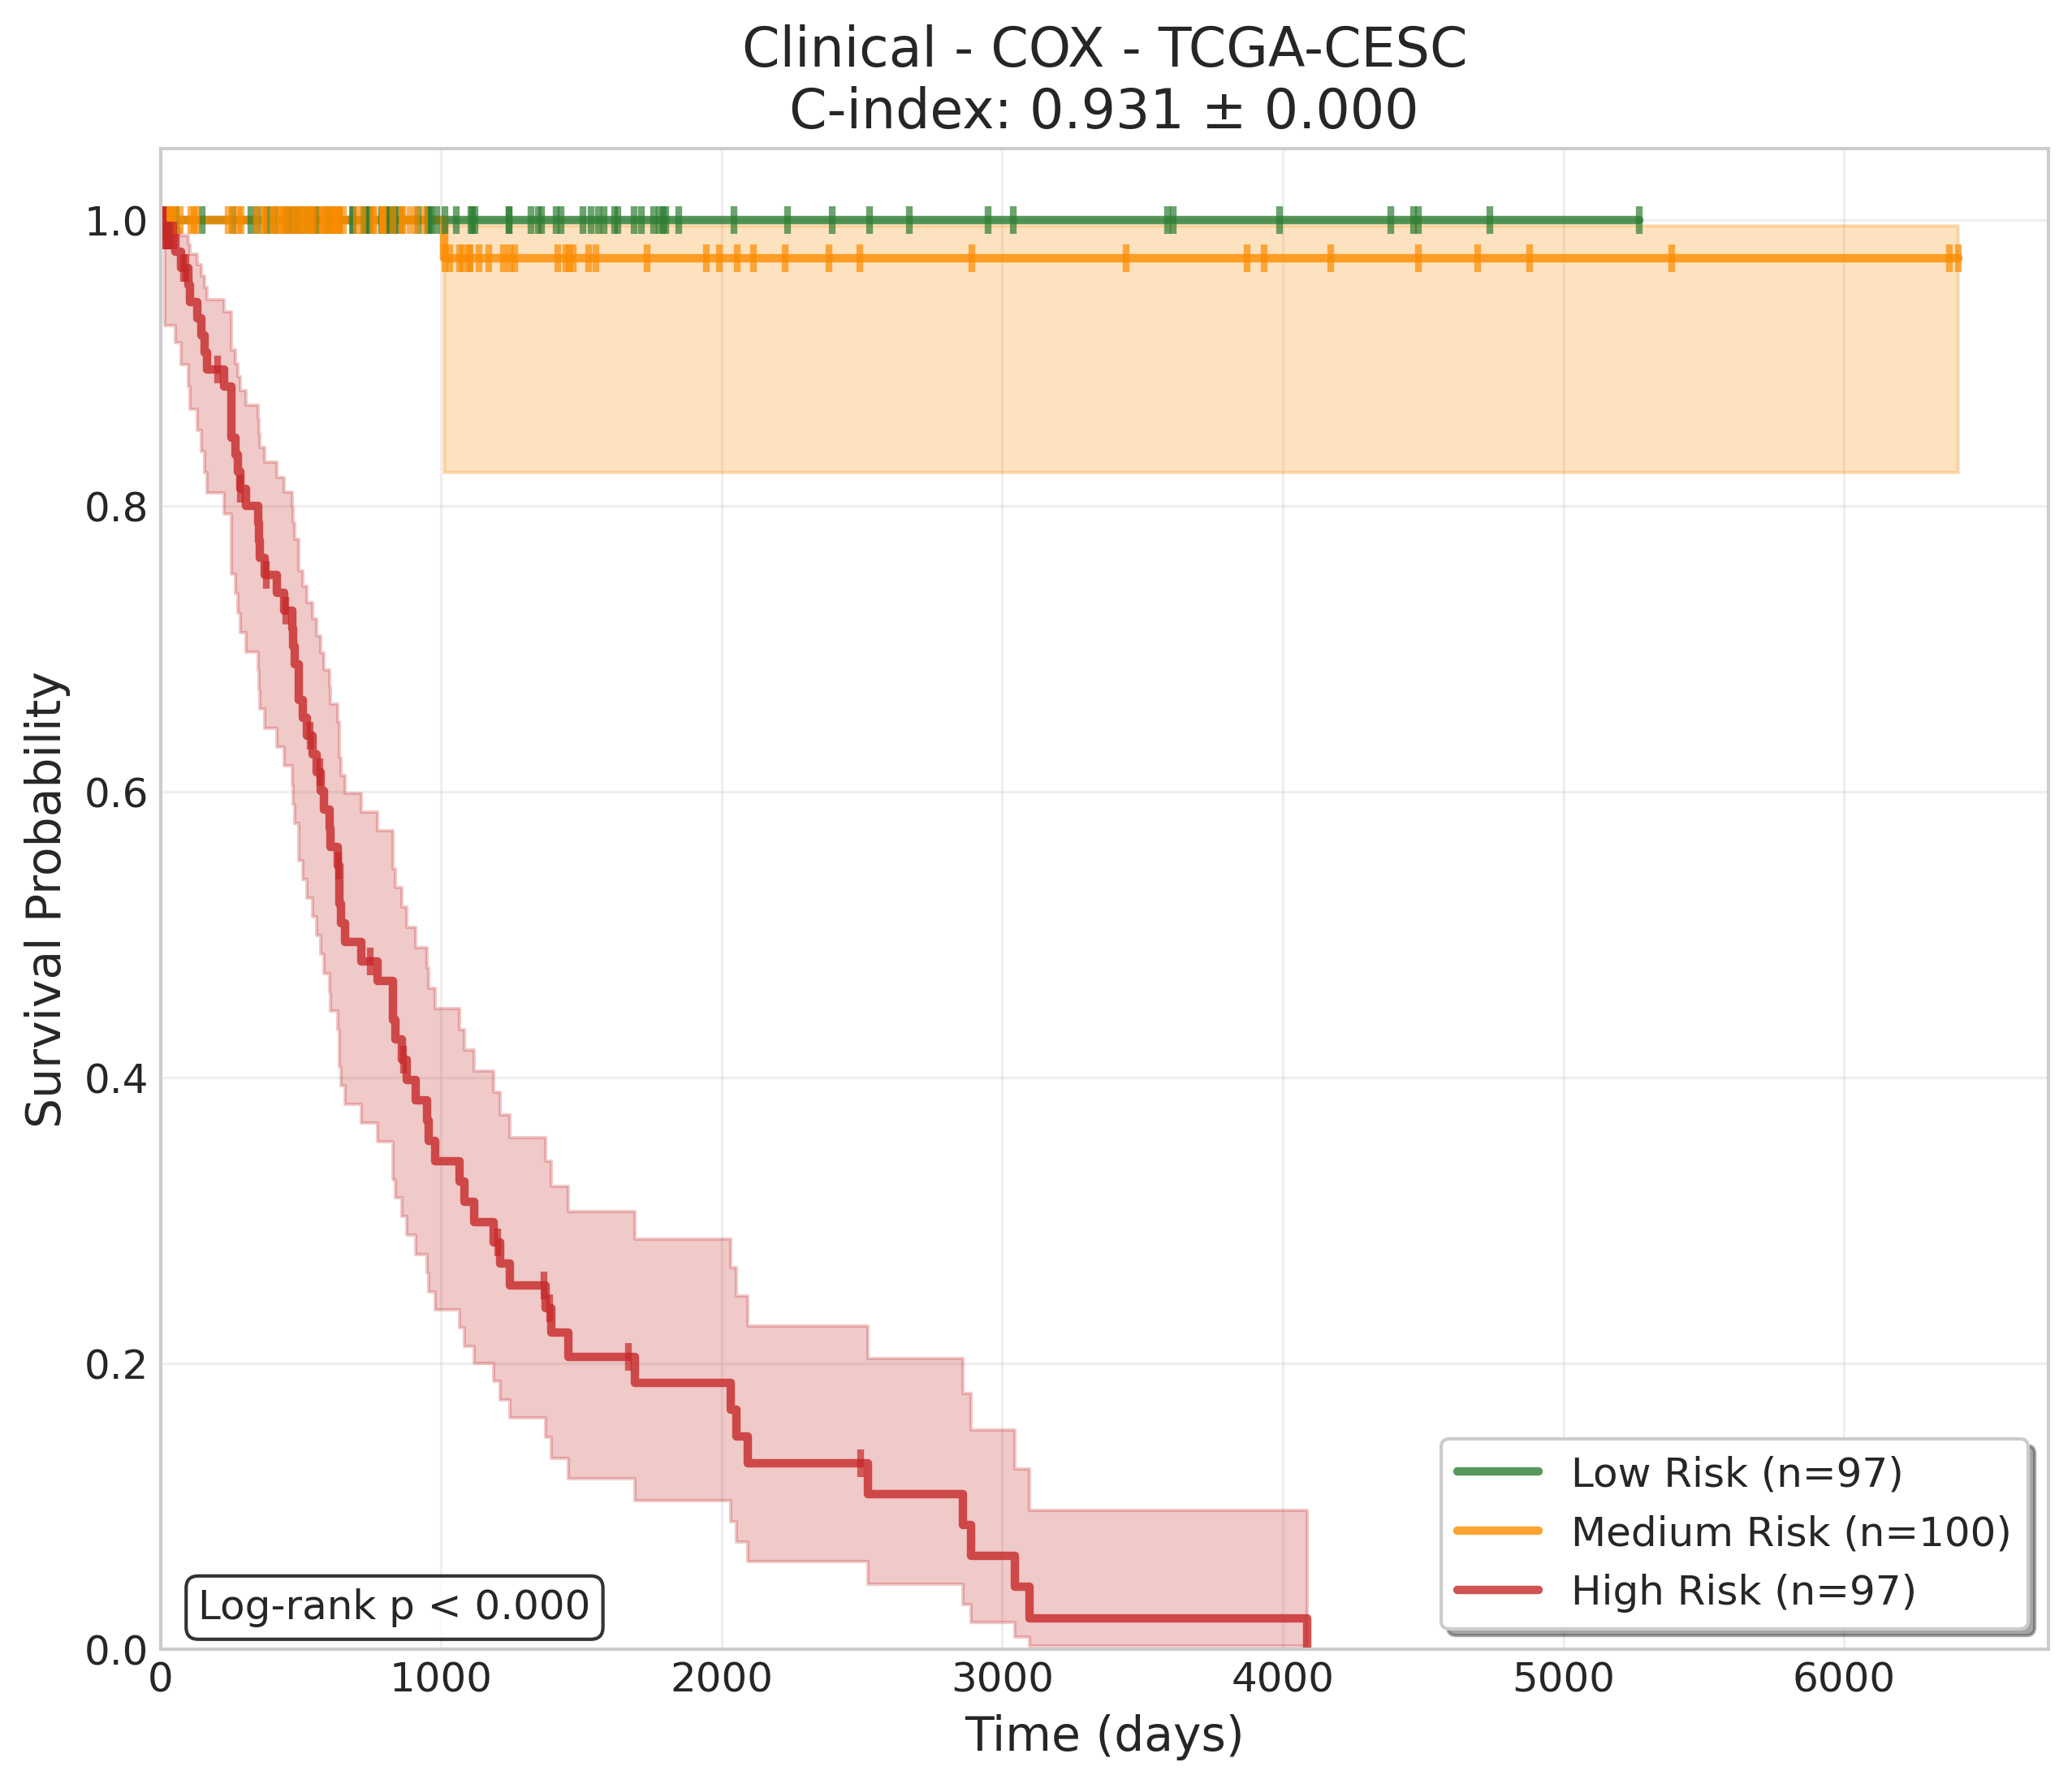 Clinical - COX - TCGA-CESC
C-index: 0.931 ± 0.000
Survival Probability
1.0
0.8
0.6
0.4
0.2
0.0
Log-rank p < 0.000
Low Risk (n=97)
Medium Risk (n=100)
High Risk (n=97)
0 1000 2000 3000 4000 5000 6000
Time (days)